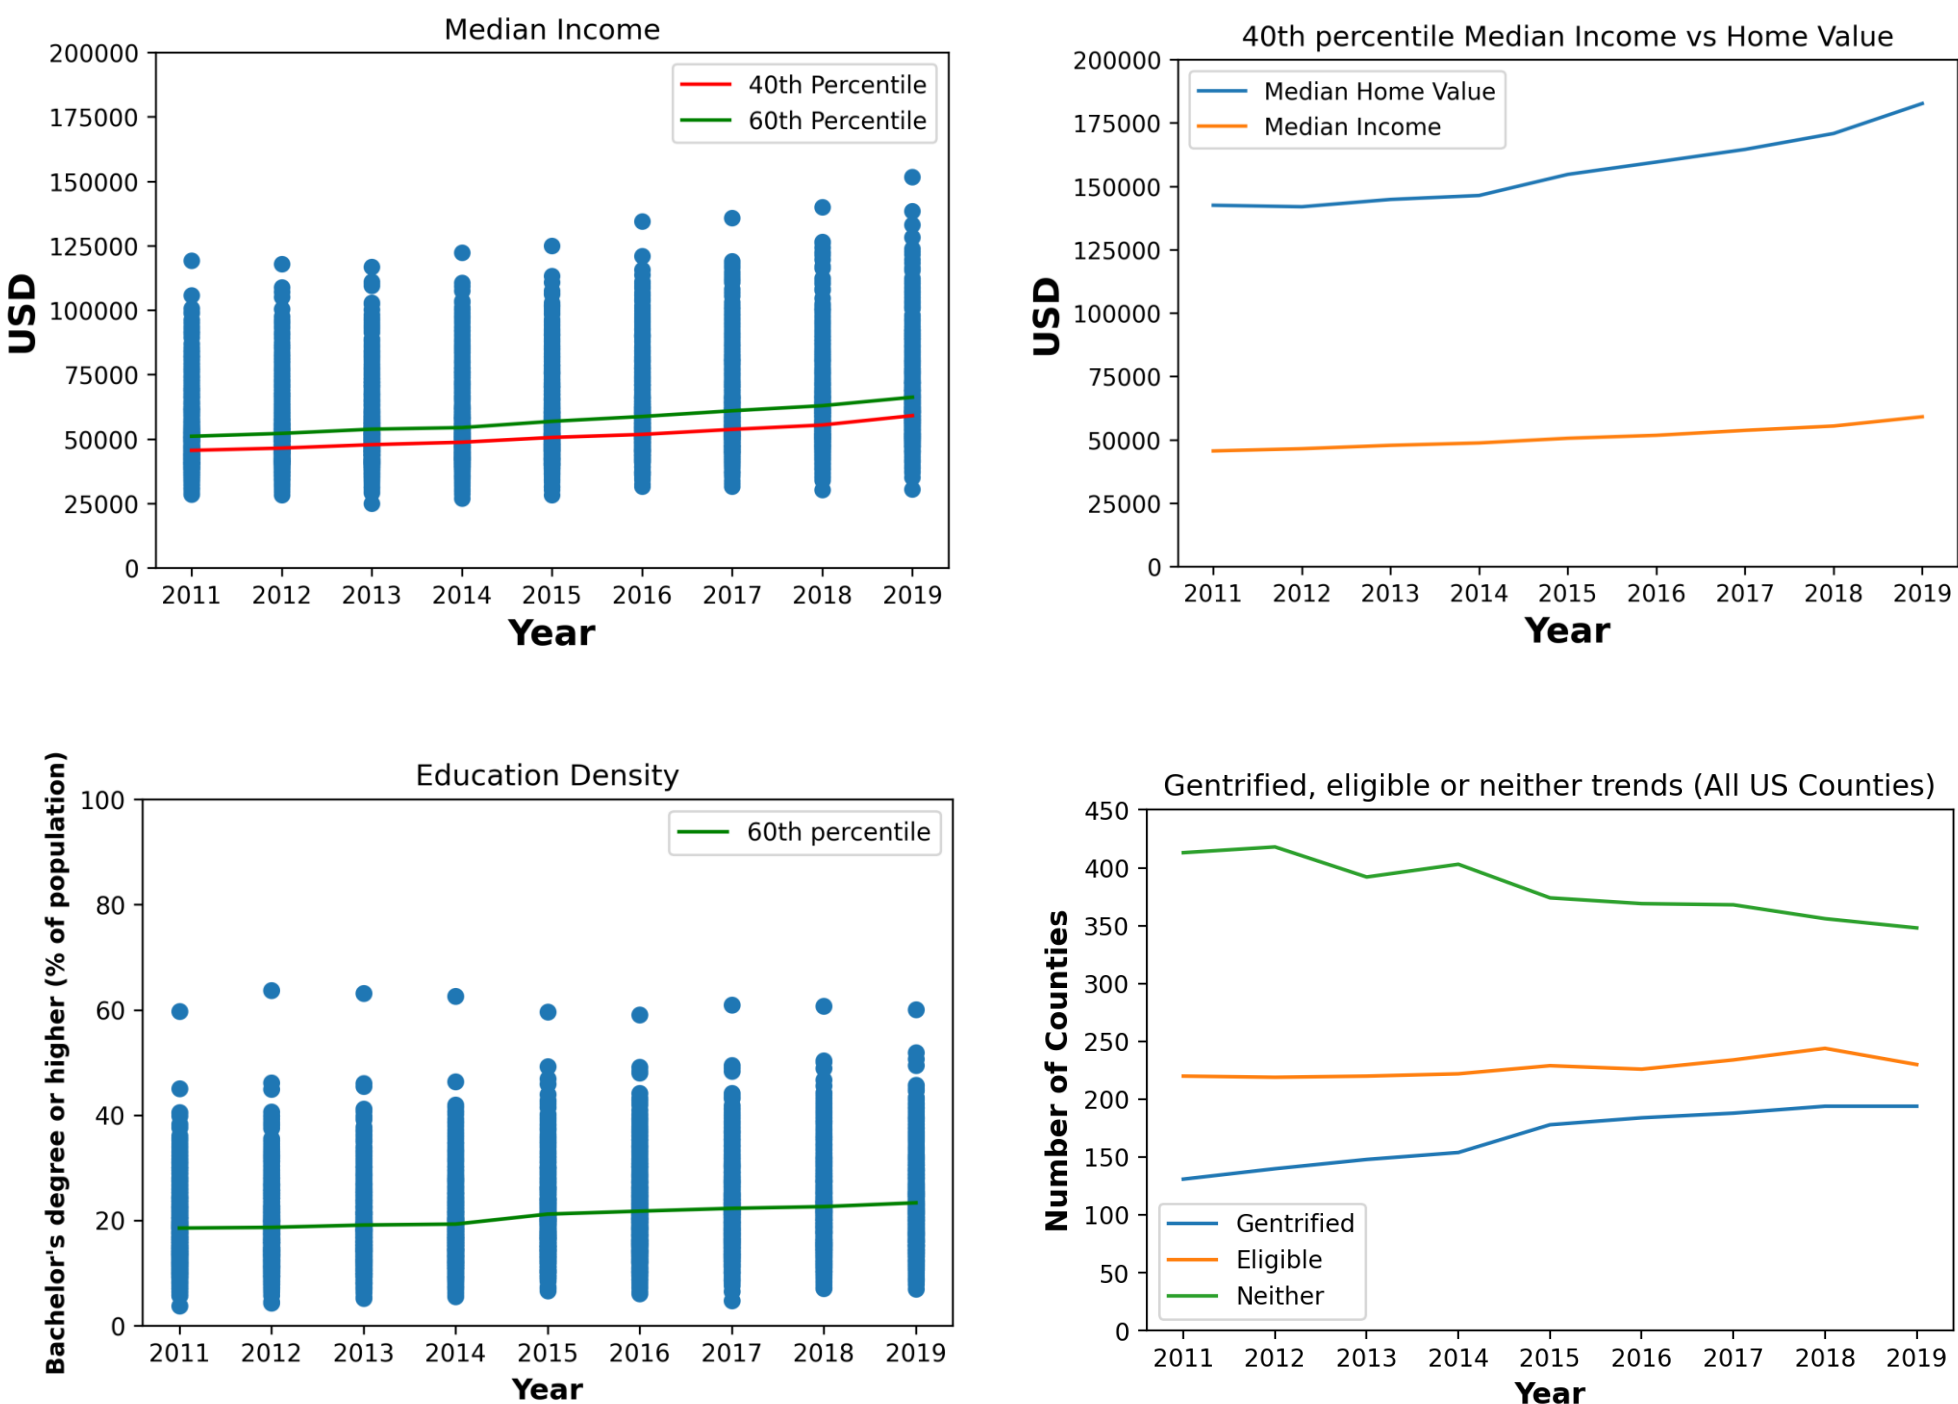 Median Income
200000
175000
150000
125000
100000
75000
50000
25000
0
USD
40th Percentile
60th Percentile
2011 2012 2013 2014 2015 2016 2017 2018 2019
Year
40th percentile Median Income vs Home Value
200000
175000
150000
125000
100000
75000
50000
25000
0
USD
Median Home Value
Median Income
2011 2012 2013 2014 2015 2016 2017 2018 2019
Year
Education Density
100
80
60
40
20
0
Bachelor's degree or higher (% of population)
60th percentile
2011 2012 2013 2014 2015 2016 2017 2018 2019
Year
Gentrified, eligible or neither trends (All US Counties)
450
400
350
300
250
200
150
100
50
0
Number of Counties
Gentrified
Eligible
Neither
2011 2012 2013 2014 2015 2016 2017 2018 2019
Year